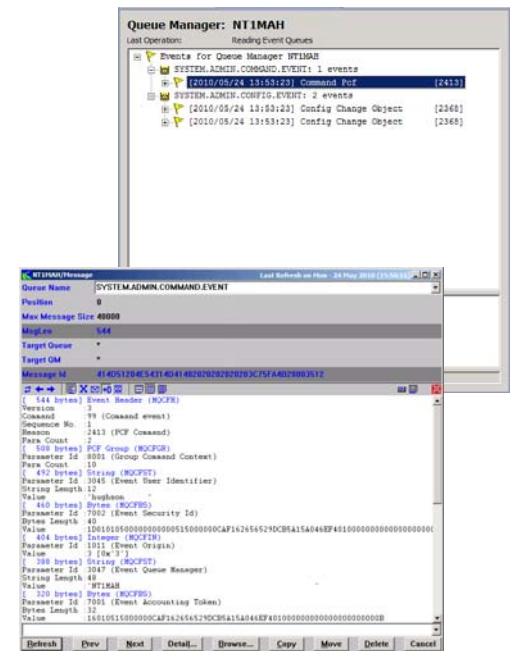 Queue Manager: NT1MAH
Last Operation: Reading Event Queues
Events for Queue Manager NT1MAH
SYSTEM.ADMIN.COMMAND.EVENT: 1 events
[2010/05/24 13:53:23] Command Pcf [2413]
SYSTEM.ADMIN.CONFIG.EVENT: 2 events
[2010/05/24 13:53:23] Config Change Object [2368]
[2010/05/24 13:53:23] Config Change Object [2368]
NT1MAH/Message Last Refresh on Mon - 24 May 2010
Queue Name SYSTEM.ADMIN.COMMAND.EVENT
Position 0
Max Message Size 40000
MsgLen 544
Target Queue *
Target QM *
Message Id
[ 544 bytes] Event Header (MQCFH)
Version :3
Command :99 (Command event)
Sequence No. :1
Reason :2413 (PCF Command)
Parm Count :2
[ 508 bytes] PCF Group (MQCFGR)
Parameter Id :8001 (Group Command Context)
Parm Count :10
[ 492 bytes] String (MQCFST)
Parameter Id :3045 (Event User Identifier)
String Length:12
Value :'hughson '
[ 460 bytes] Bytes (MQCFBS)
Parameter Id :7002 (Event Security Id)
Bytes Length :40
Value
[ 404 bytes] Integer (MQCFIN)
Parameter Id :1011 (Event Origin)
Value :3 [0x'3']
[ 388 bytes] String (MQCFST)
Parameter Id :3047 (Event Queue Manager)
String Length:48
Value :'NT1MAH '
[ 320 bytes] Bytes (MQCFBS)
Parameter Id :7001 (Event Accounting Token)
Bytes Length :32
Value
Refresh Prev Next Detail... Browse... Copy Move Delete Cancel